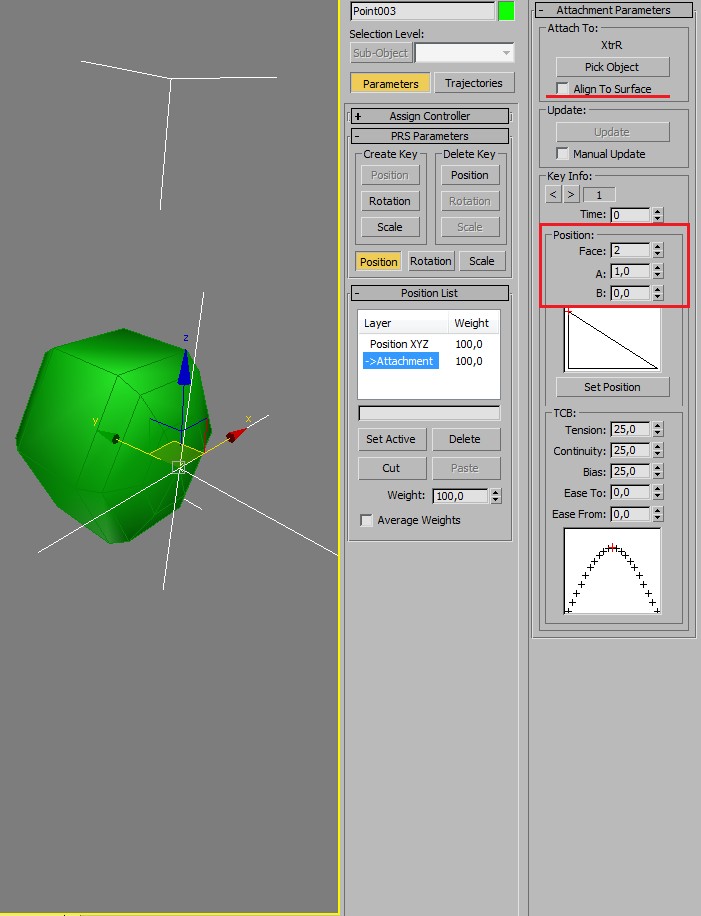 z
y
x
Point003
Selection Level:
Sub-Object
Parameters Trajectories
+ Assign Controller
- PRS Parameters
Create Key Delete Key
Position Position
Rotation Rotation
Scale Scale
Position Rotation Scale
- Position List
Layer Weight
Position XYZ 100,0
->Attachment 100,0
Set Active Delete
Cut Paste
Weight: 100,0
Average Weights
- Attachment Parameters
Attach To:
XtrR
Pick Object
Align To Surface
Update:
Update
Manual Update
Key Info:
< > 1
Time: 0
Position:
Face: 2
A: 1,0
B: 0,0
Set Position
TCB:
Tension: 25,0
Continuity: 25,0
Bias: 25,0
Ease To: 0,0
Ease From: 0,0